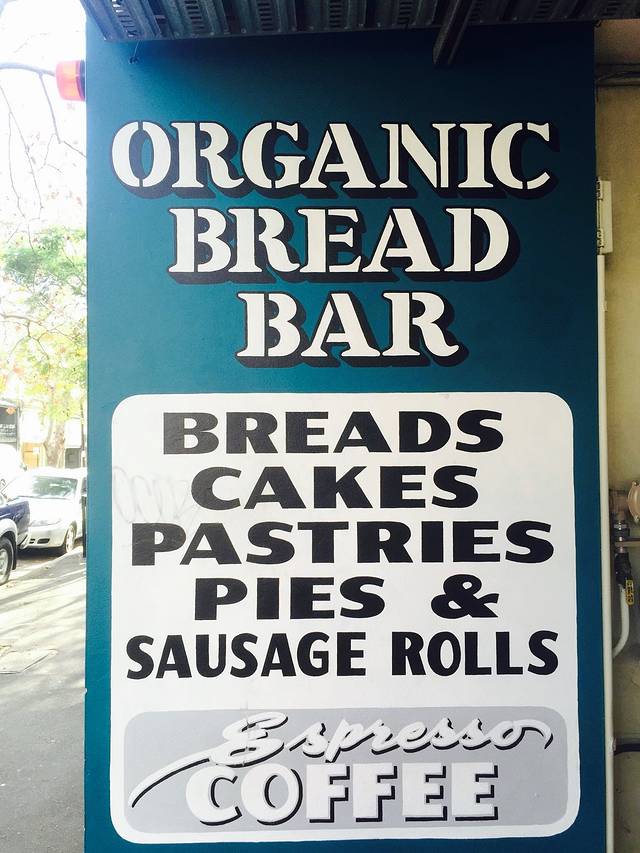 ORGANIC
BREAD
BAR
BREADS
CAKES
PASTRIES
PIES &
SAUSAGE ROLLS
Espresso
COFFEE